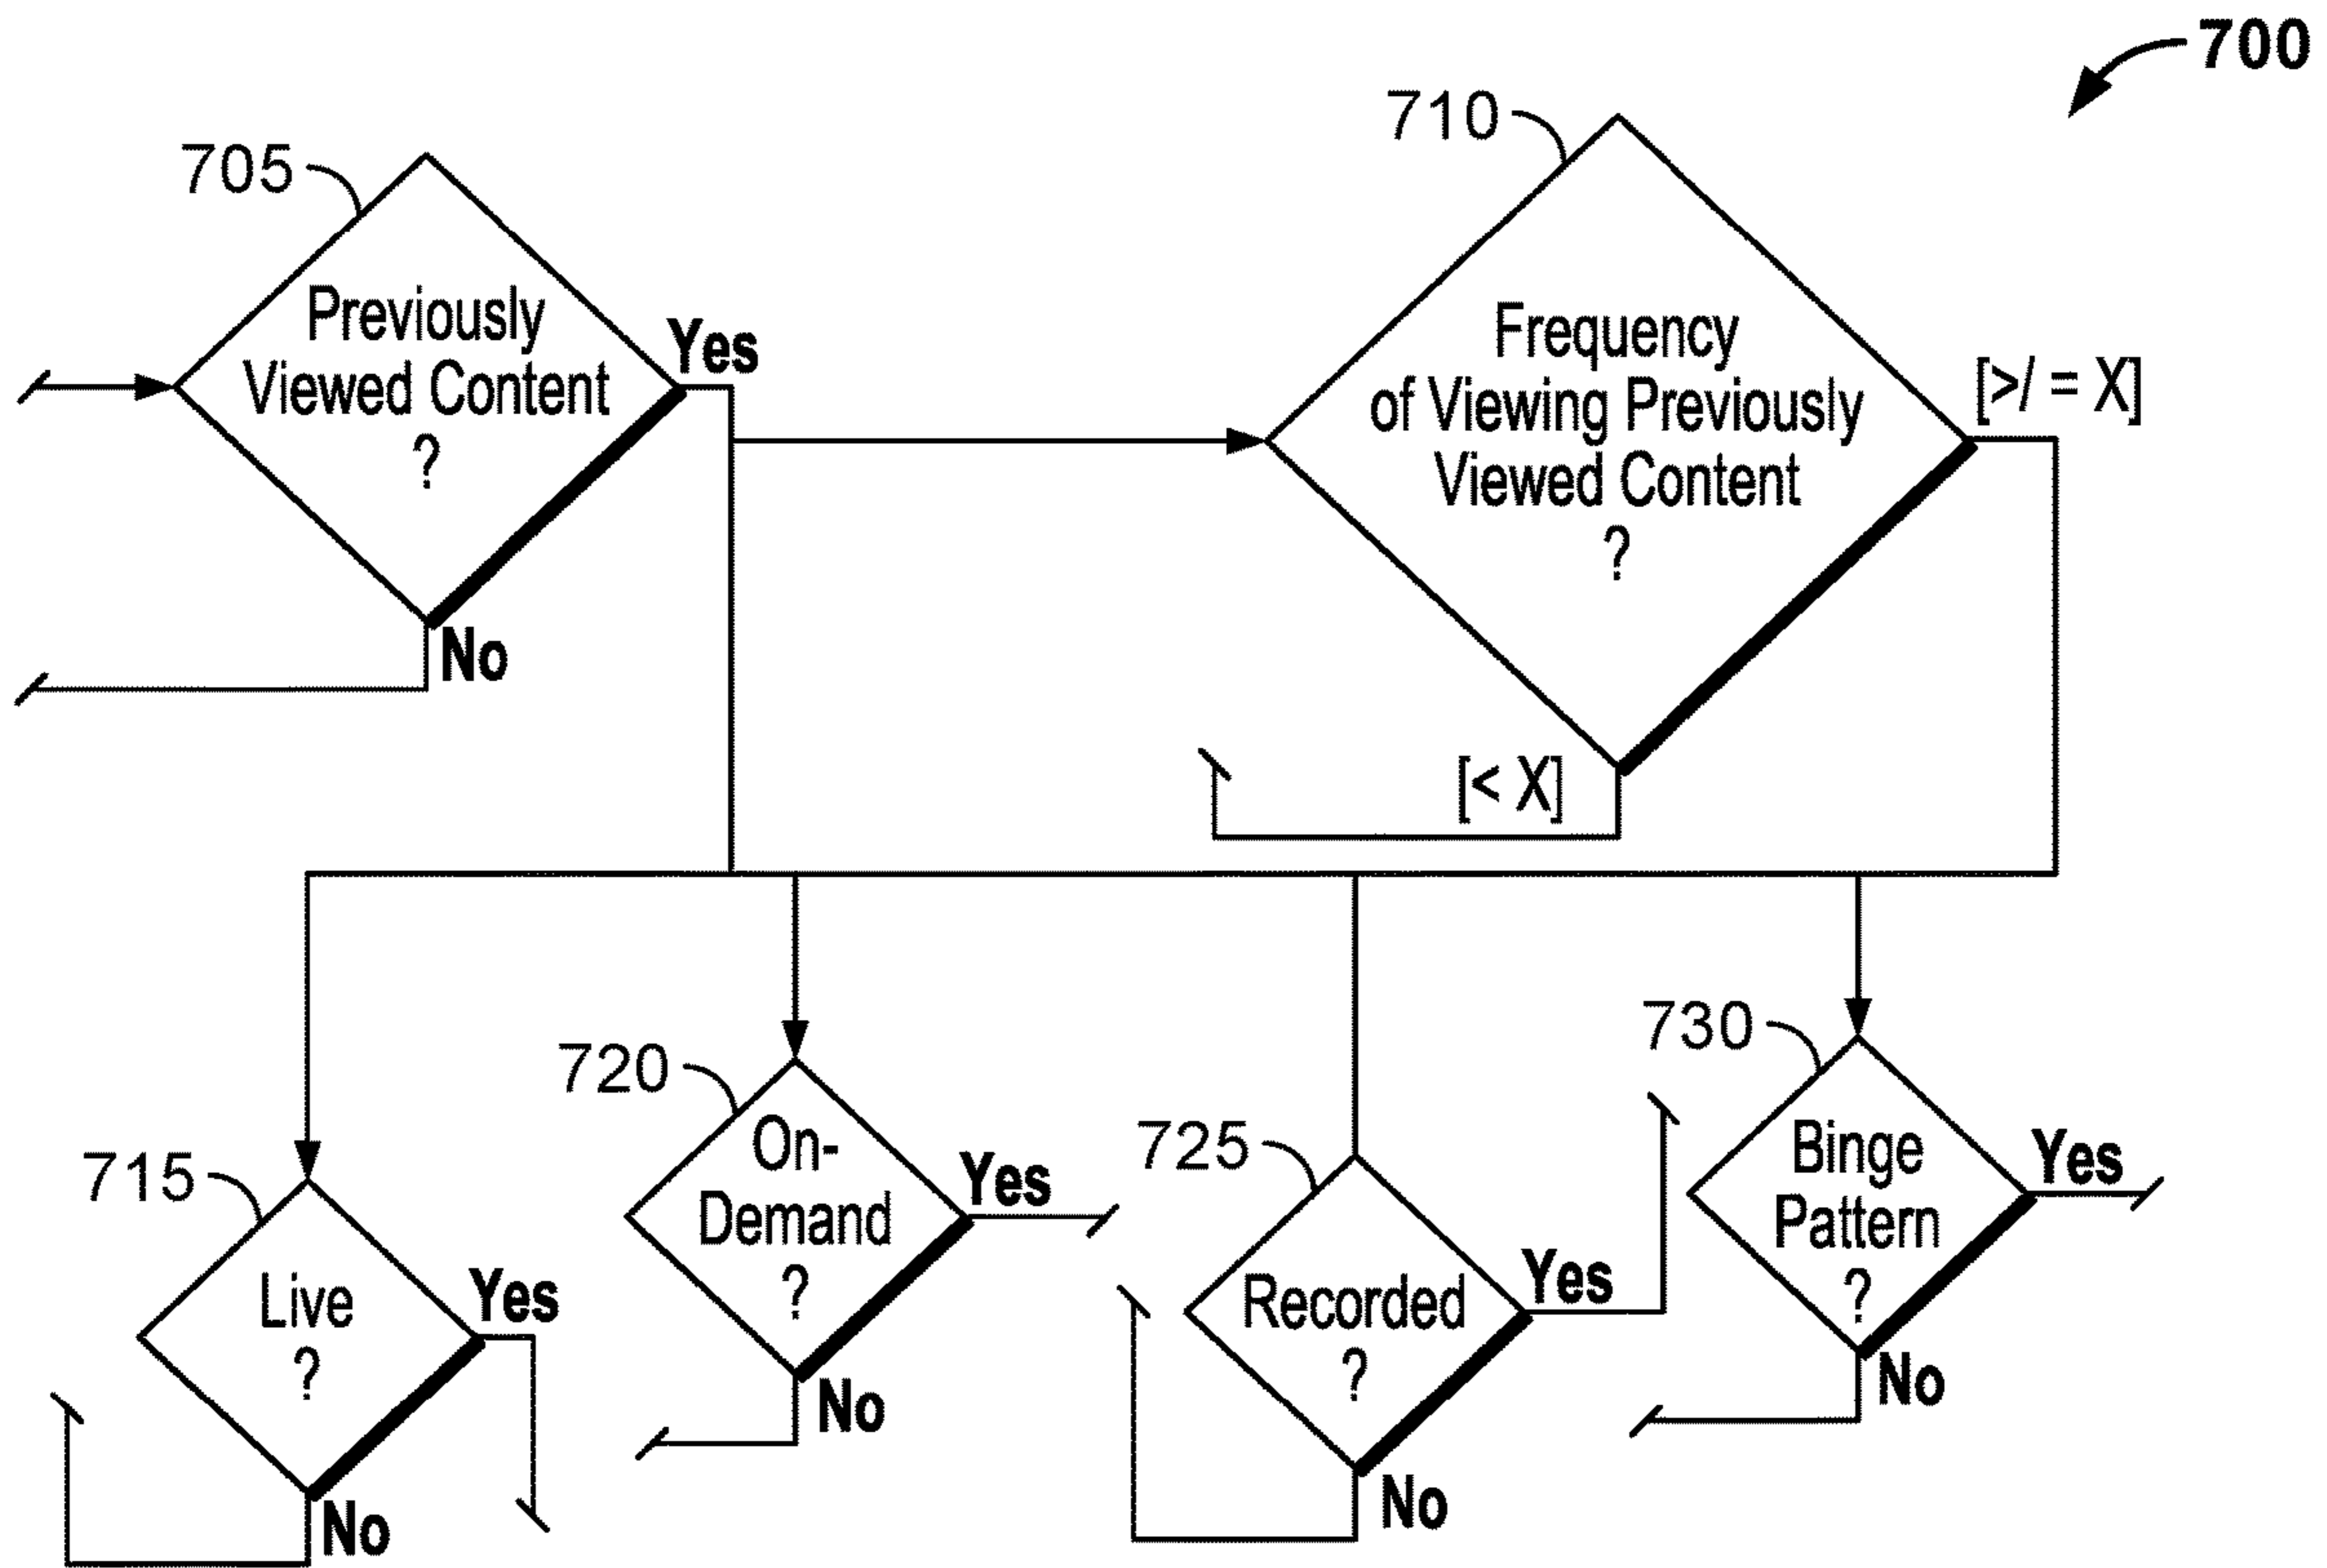 700
705
Previously
Viewed Content
?
Yes
No
710
Frequency
of Viewing Previously
Viewed Content
?
[>/ = X]
[< X]
715
Live
?
Yes
No
720
On-
Demand
?
Yes
No
725
Recorded
?
Yes
No
730
Binge
Pattern
?
Yes
No